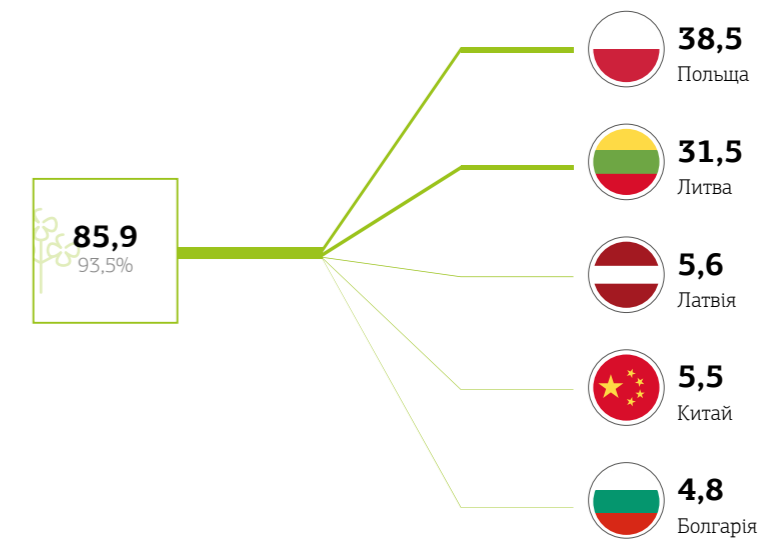 38,5
Польща
31,5
Литва
85,9
93,5%
5,6
Латвія
5,5
Китай
4,8
Болгарія